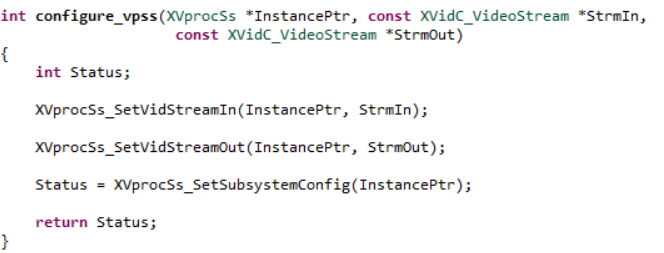 int configure_vpss(XVprocSs *InstancePtr, const XVidC_VideoStream *StrmIn,
const XVidC_VideoStream *StrmOut)
{
int Status;
XVprocSs_SetVidStreamIn(InstancePtr, StrmIn);
XVprocSs_SetVidStreamOut(InstancePtr, StrmOut);
Status = XVprocSs_SetSubsystemConfig(InstancePtr);
return Status;
}